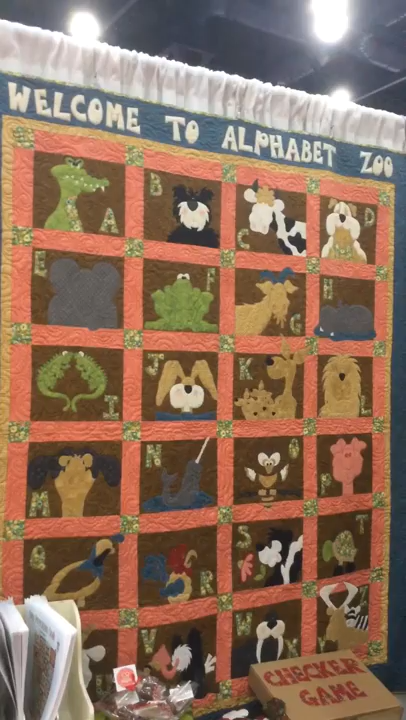 WELCOME TO ALPHABET ZOO
A B C D
E F G H
I J K L
M N O P
Q R S T
V
CHECKER
GAME